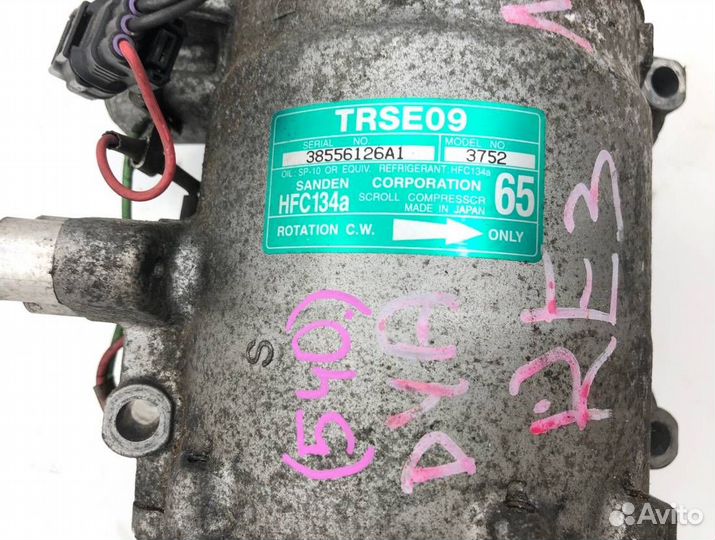 TRSE09
SERIAL NO. MODEL NO
38556126A1 3752
OIL: SP-10 OR EQUIV. REFRIGERANT: HFC134a
SANDEN CORPORATION 65
HFC134a SCROLL COMPRESSOR
MADE IN JAPAN
ROTATION C.W. ONLY
S
(540.)
DYA
RE3
Avito